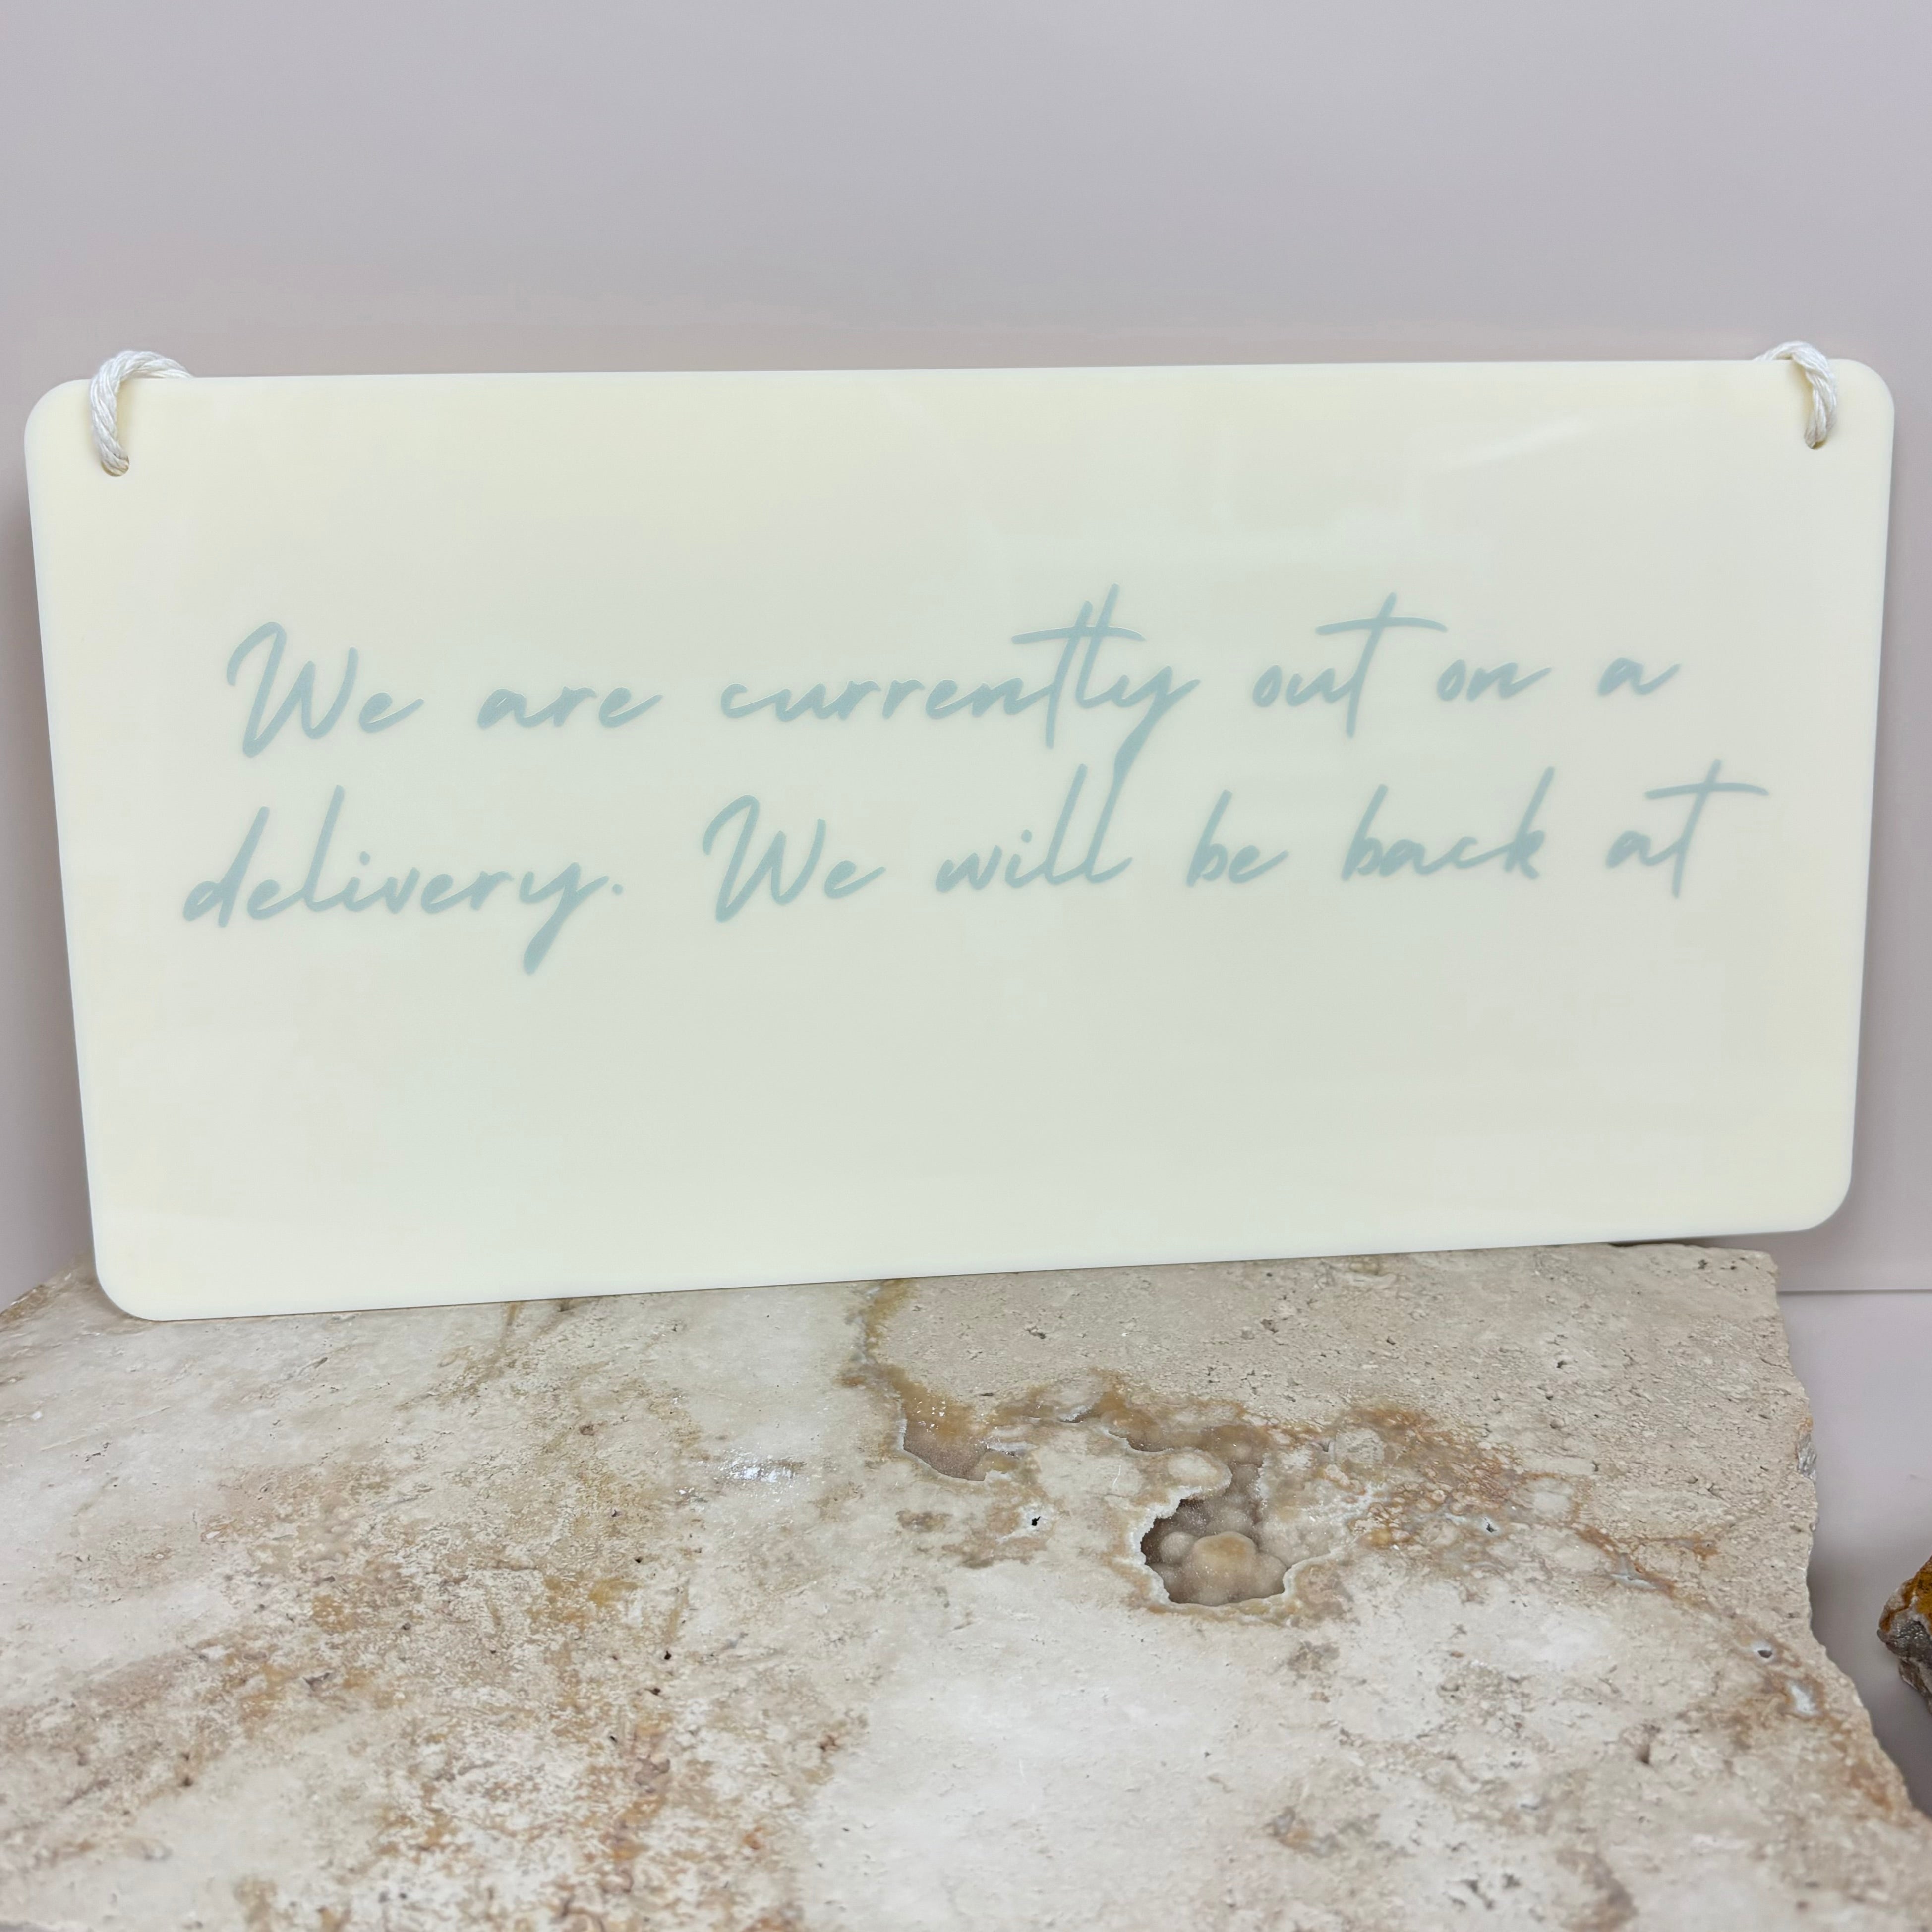 We are currently out on a
delivery. We will be back at